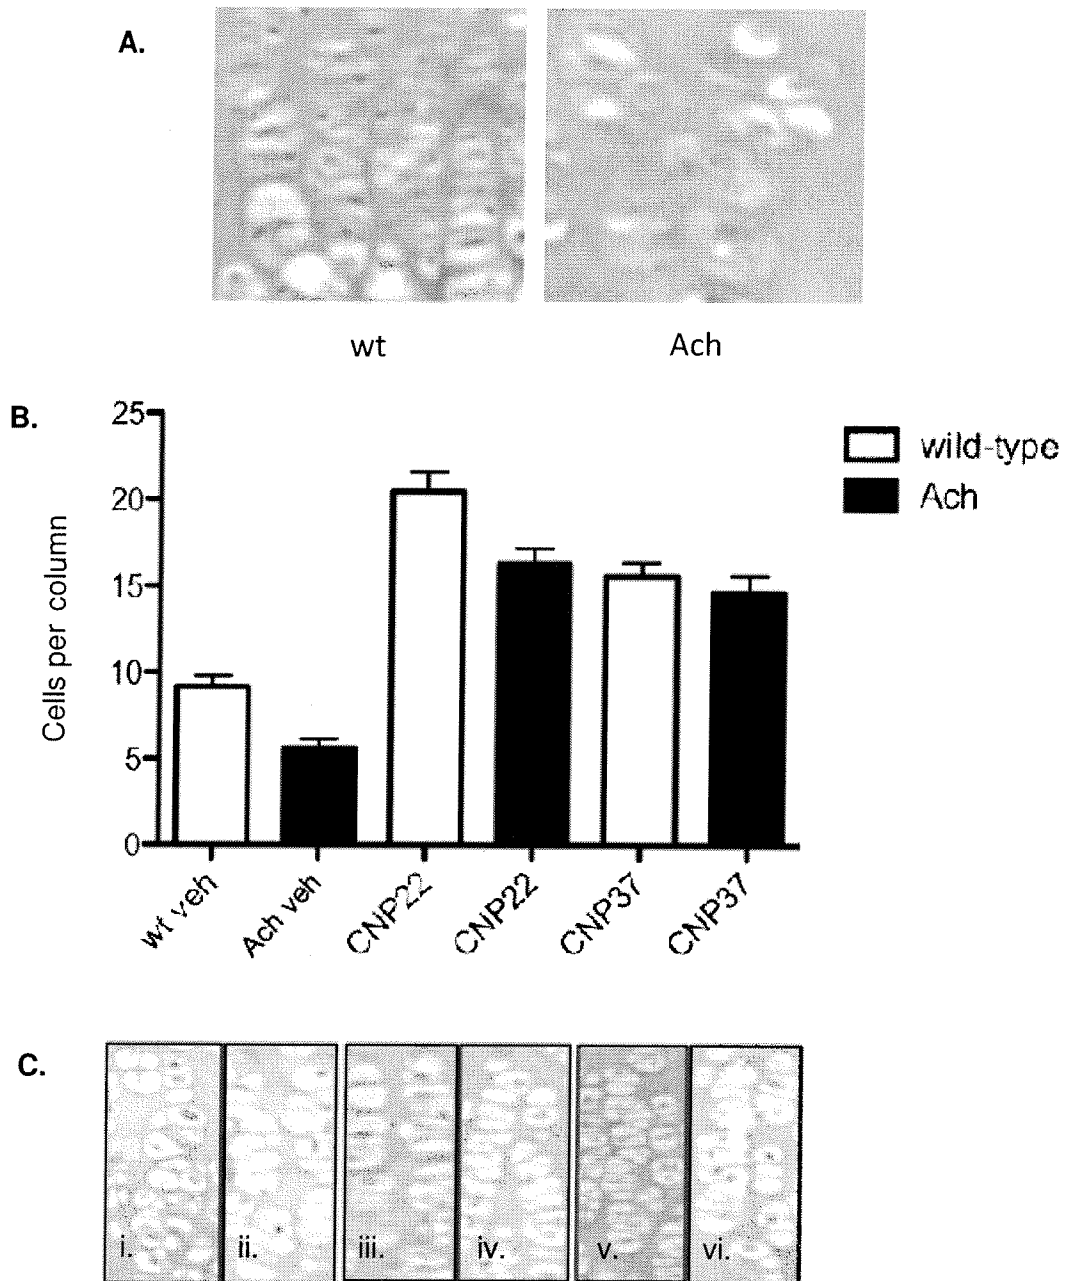 A.
wt
Ach
B.
25
20
15
10
5
0
Cells per column
wild-type
Ach
wt veh
Ach veh
CNP22
CNP22
CNP37
CNP37
C.
i.
ii.
iii.
iv.
v.
vi.